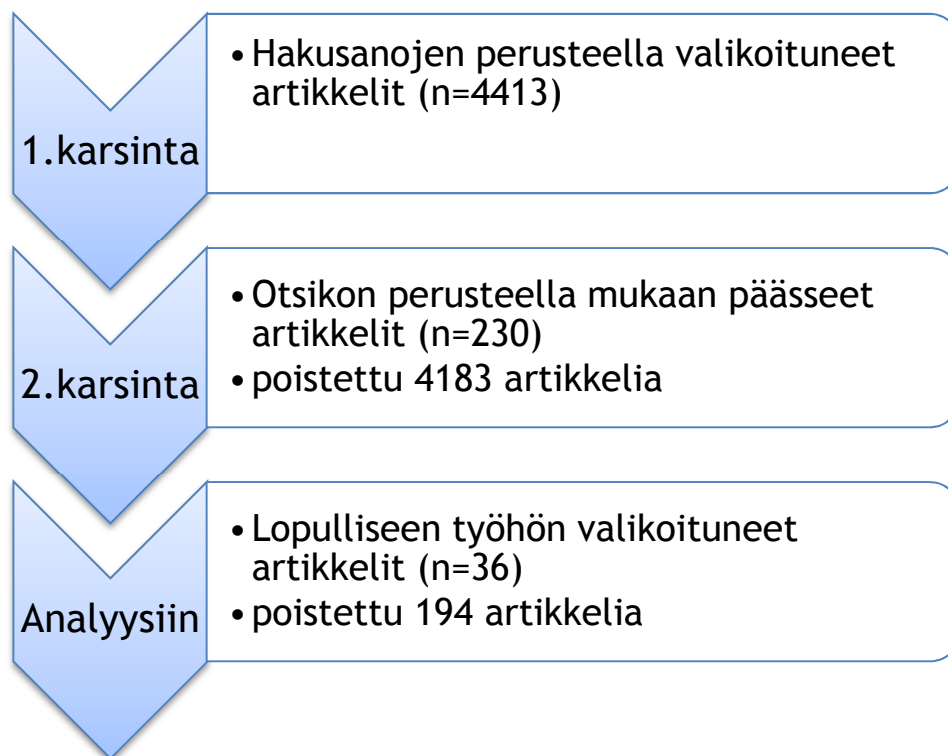 1.karsinta
• Hakusanojen perusteella valikoituneet
artikkelit (n=4413)
2.karsinta
• Otsikon perusteella mukaan päässeet
artikkelit (n=230)
• poistettu 4183 artikkelia
Analyysiin
• Lopulliseen työhön valikoituneet
artikkelit (n=36)
• poistettu 194 artikkelia